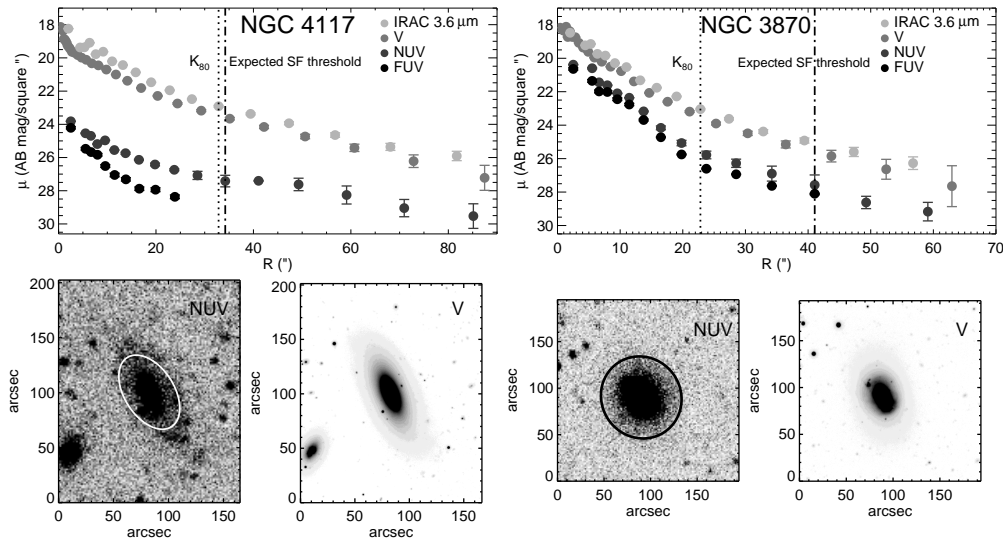 NGC 4117
IRAC 3.6 μm
V
NUV
FUV
K80
Expected SF threshold
μ (AB mag/square ")
18
20
22
24
26
28
30
0
20
40
60
80
R (")
NGC 3870
IRAC 3.6 μm
V
NUV
FUV
K80
Expected SF threshold
μ (AB mag/square ")
18
20
22
24
26
28
0
10
20
30
40
50
60
70
R (")
NUV
arcsec
200
150
100
50
0
0
50
100
150
arcsec
V
200
150
100
50
0
0
50
100
150
arcsec
NUV
arcsec
150
100
50
0
0
50
100
150
arcsec
V
150
100
50
0
0
50
100
150
arcsec